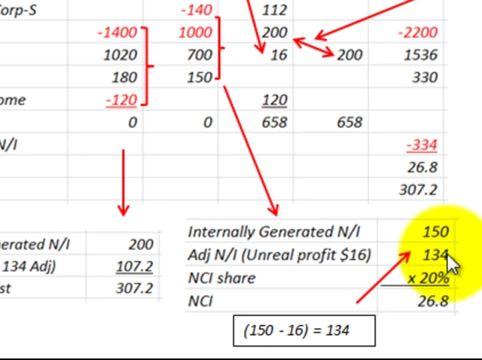 orp-S -140 112
-1400 1000 200 -2200
1020 700 16 200 1536
180 150 330
ome -120 120
0 0 658 658
N/I -334
26.8
307.2
Internally Generated N/I 150
erated N/I 200 Adj N/I (Unreal profit $16) 134
134 Adj) 107.2 NCI share x 20%
st 307.2 NCI 26.8
(150 - 16) = 134